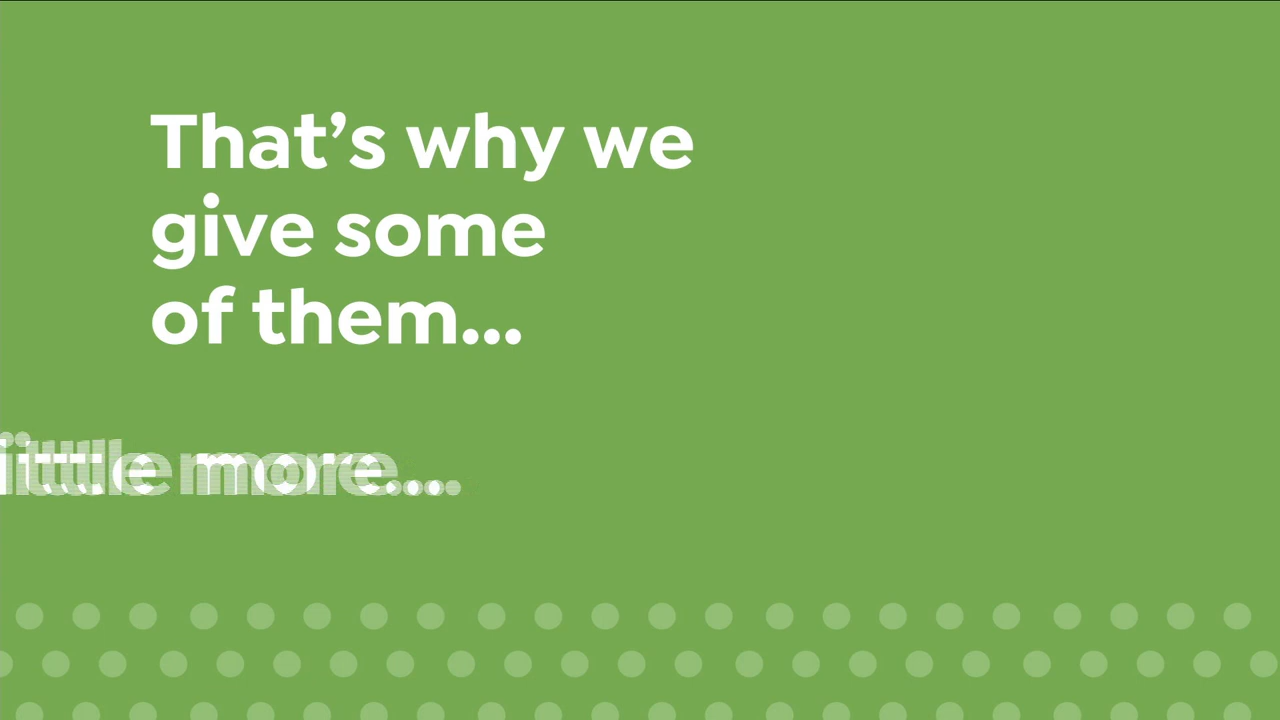 That’s why we
give some
of them...
little more...